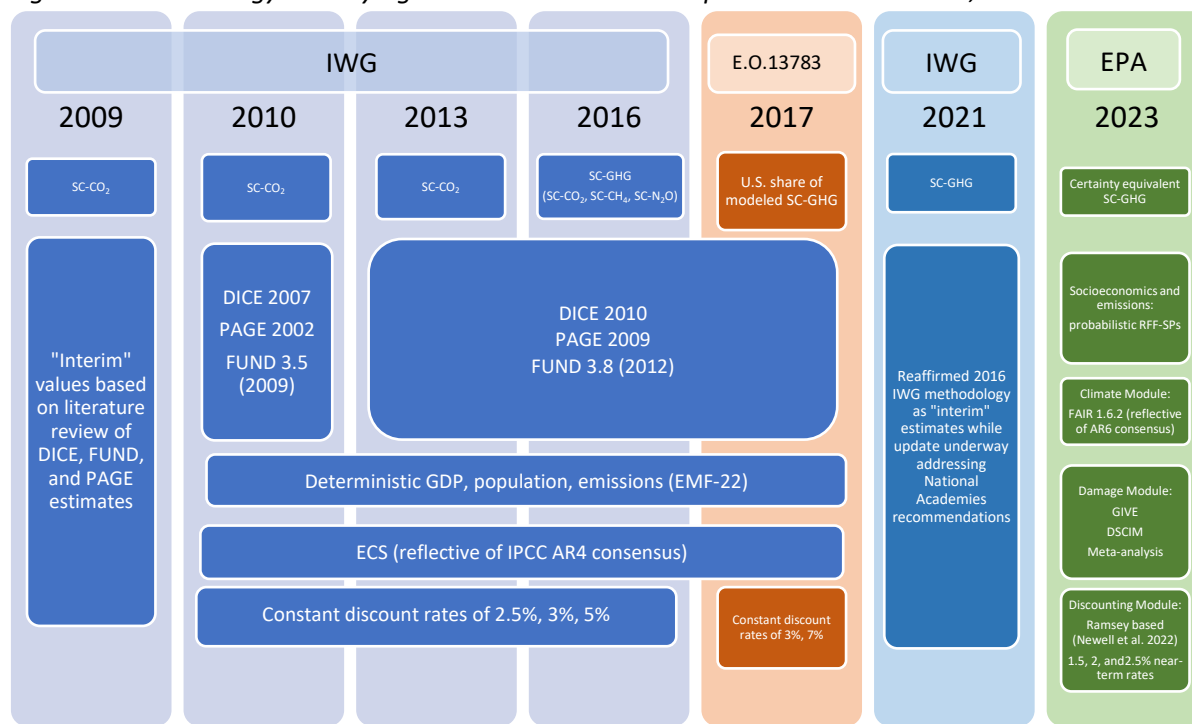 IWG
E.O.13783
IWG
EPA
2009
2010
2013
2016
2017
2021
2023
SC-CO₂
SC-CO₂
SC-CO₂
SC-GHG
(SC-CO₂, SC-CH₄, SC-N₂O)
U.S. share of
modeled SC-GHG
SC-GHG
Certainty equivalent
SC-GHG
"Interim"
values based
on literature
review of
DICE, FUND,
and PAGE
estimates
DICE 2007
PAGE 2002
FUND 3.5
(2009)
DICE 2010
PAGE 2009
FUND 3.8 (2012)
Deterministic GDP, population, emissions (EMF-22)
ECS (reflective of IPCC AR4 consensus)
Constant discount rates of 2.5%, 3%, 5%
Constant discount
rates of 3%, 7%
Reaffirmed 2016
IWG methodology
as "interim"
estimates while
update underway
addressing
National
Academies
recommendations
Socioeconomics and
emissions:
probabilistic RFF-SPs
Climate Module:
FAIR 1.6.2 (reflective
of AR6 consensus)
Damage Module:
GIVE
DSCIM
Meta-analysis
Discounting Module:
Ramsey based
(Newell et al. 2022)
1.5, 2, and2.5% near-
term rates